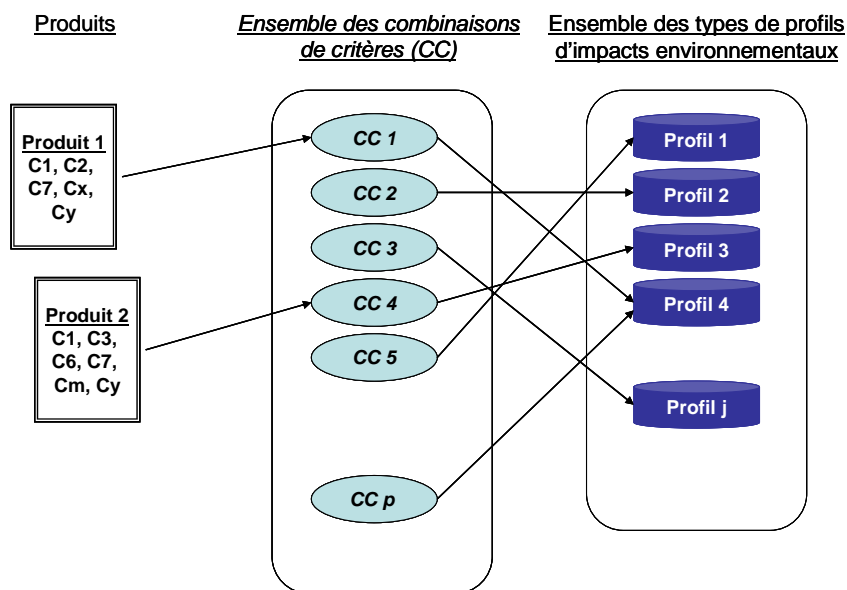 Produits
Ensemble des combinaisons
de critères (CC)
Ensemble des types de profils
d'impacts environnementaux
Produit 1
C1, C2,
C7, Cx,
Cy
Produit 2
C1, C3,
C6, C7,
Cm, Cy
CC 1
CC 2
CC 3
CC 4
CC 5
CC p
Profil 1
Profil 2
Profil 3
Profil 4
Profil j